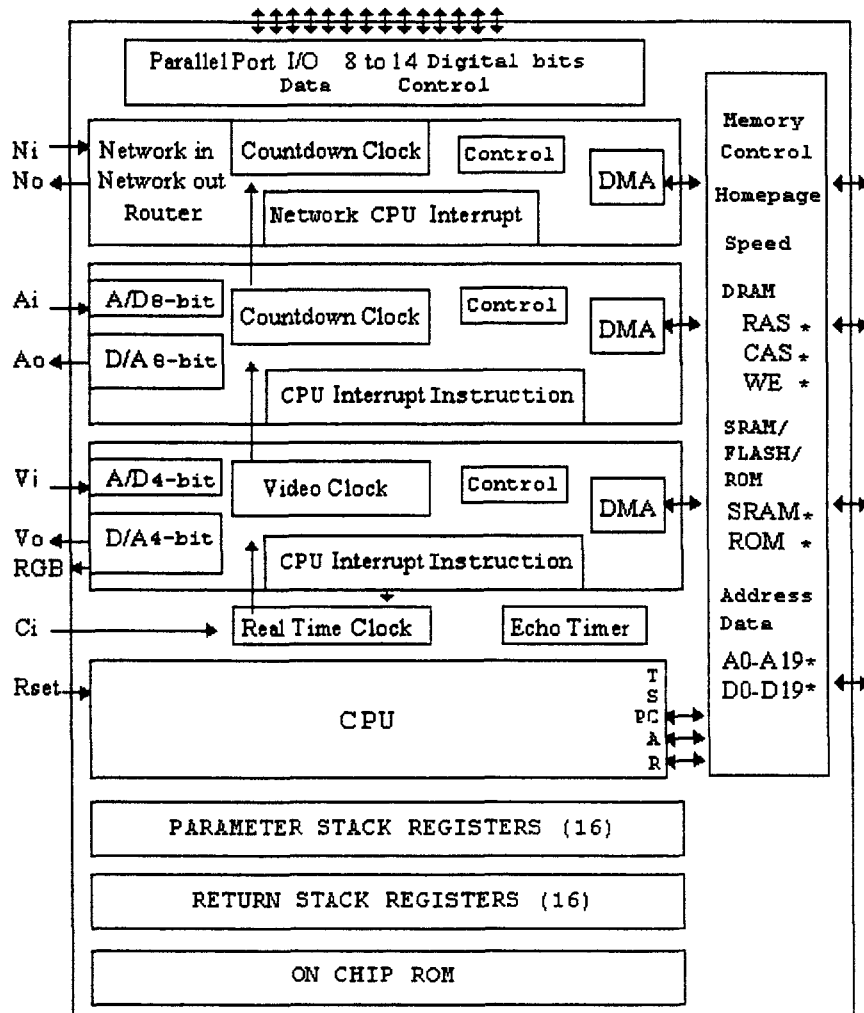 Parallel Port I/O 8 to 14 Digital bits
Data Control
Ni
No
Network in
Network out
Router
Countdown Clock
Control
DMA
Network CPU Interrupt
Ai
Ao
A/D8-bit
D/A 8-bit
Countdown Clock
Control
DMA
CPU Interrupt Instruction
Vi
Vo
RGB
A/D4-bit
D/A4-bit
Video Clock
Control
DMA
CPU Interrupt Instruction
Ci
Real Time Clock
Echo Timer
Rset
CPU
T
S
PC
A
R
Memory
Control
Homepage
Speed
DRAM
RAS *
CAS *
WE *
SRAM/
FLASH/
ROM
SRAM*
ROM *
Address
Data
A0-A19*
D0-D19*
PARAMETER STACK REGISTERS (16)
RETURN STACK REGISTERS (16)
ON CHIP ROM